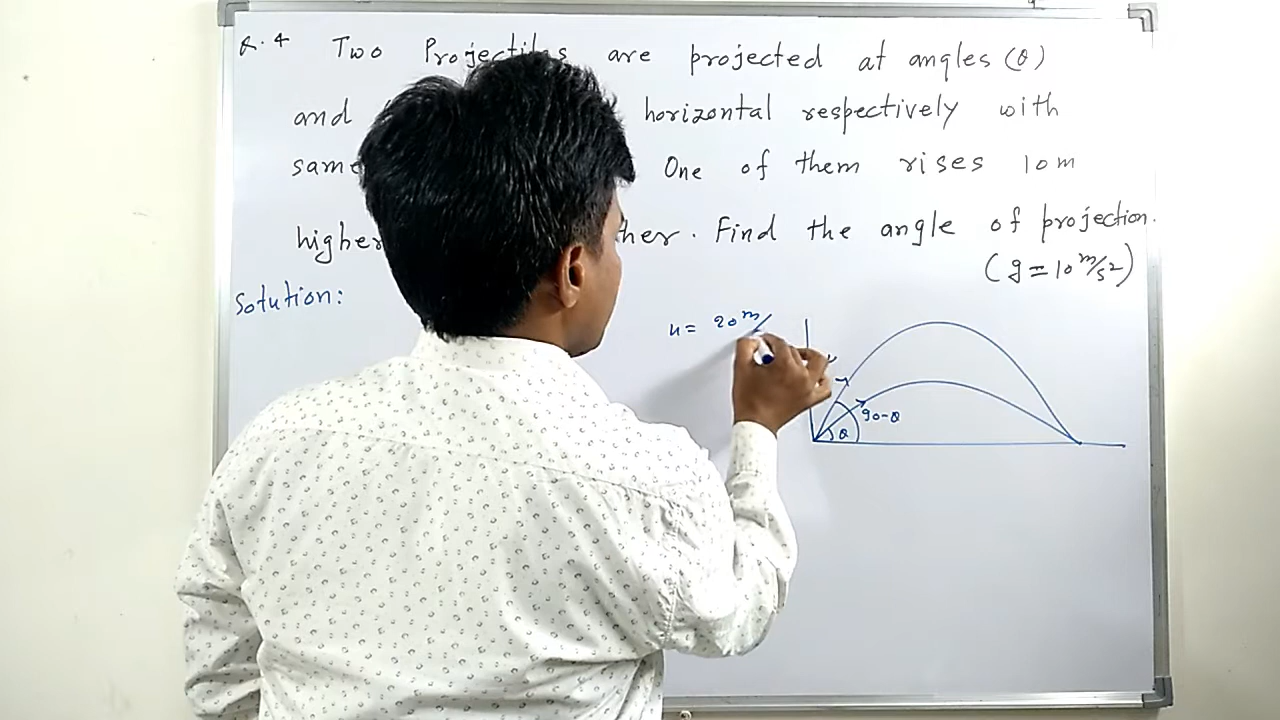 Q.4 Two Projectiles are projected at angles (θ)
and horizontal respectively with
same One of them rises 10m
higher Find the angle of projection.
(g=10 m/s²)
Solution:
u= 20 m/
90-θ
θ